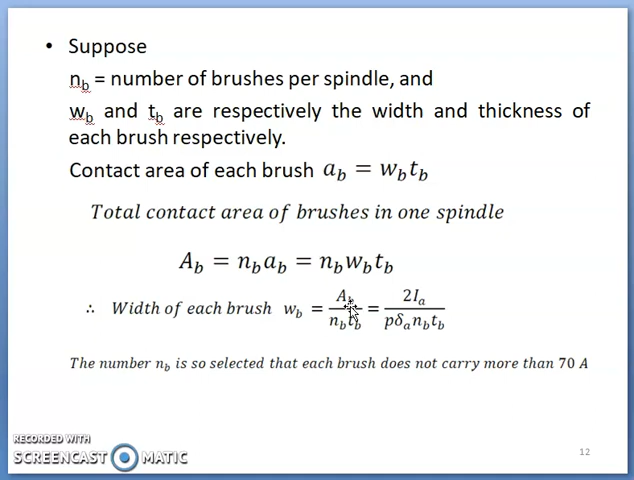 • Suppose
n_b = number of brushes per spindle, and
w_b and t_b are respectively the width and thickness of
each brush respectively.
Contact area of each brush a_b = w_b t_b
Total contact area of brushes in one spindle
A_b = n_b a_b = n_b w_b t_b
∴ Width of each brush w_b = A_b / (n_b t_b) = 2I_a / (pδ_a n_b t_b)
The number n_b is so selected that each brush does not carry more than 70 A
RECORDED WITH
SCREENCAST MATIC
12